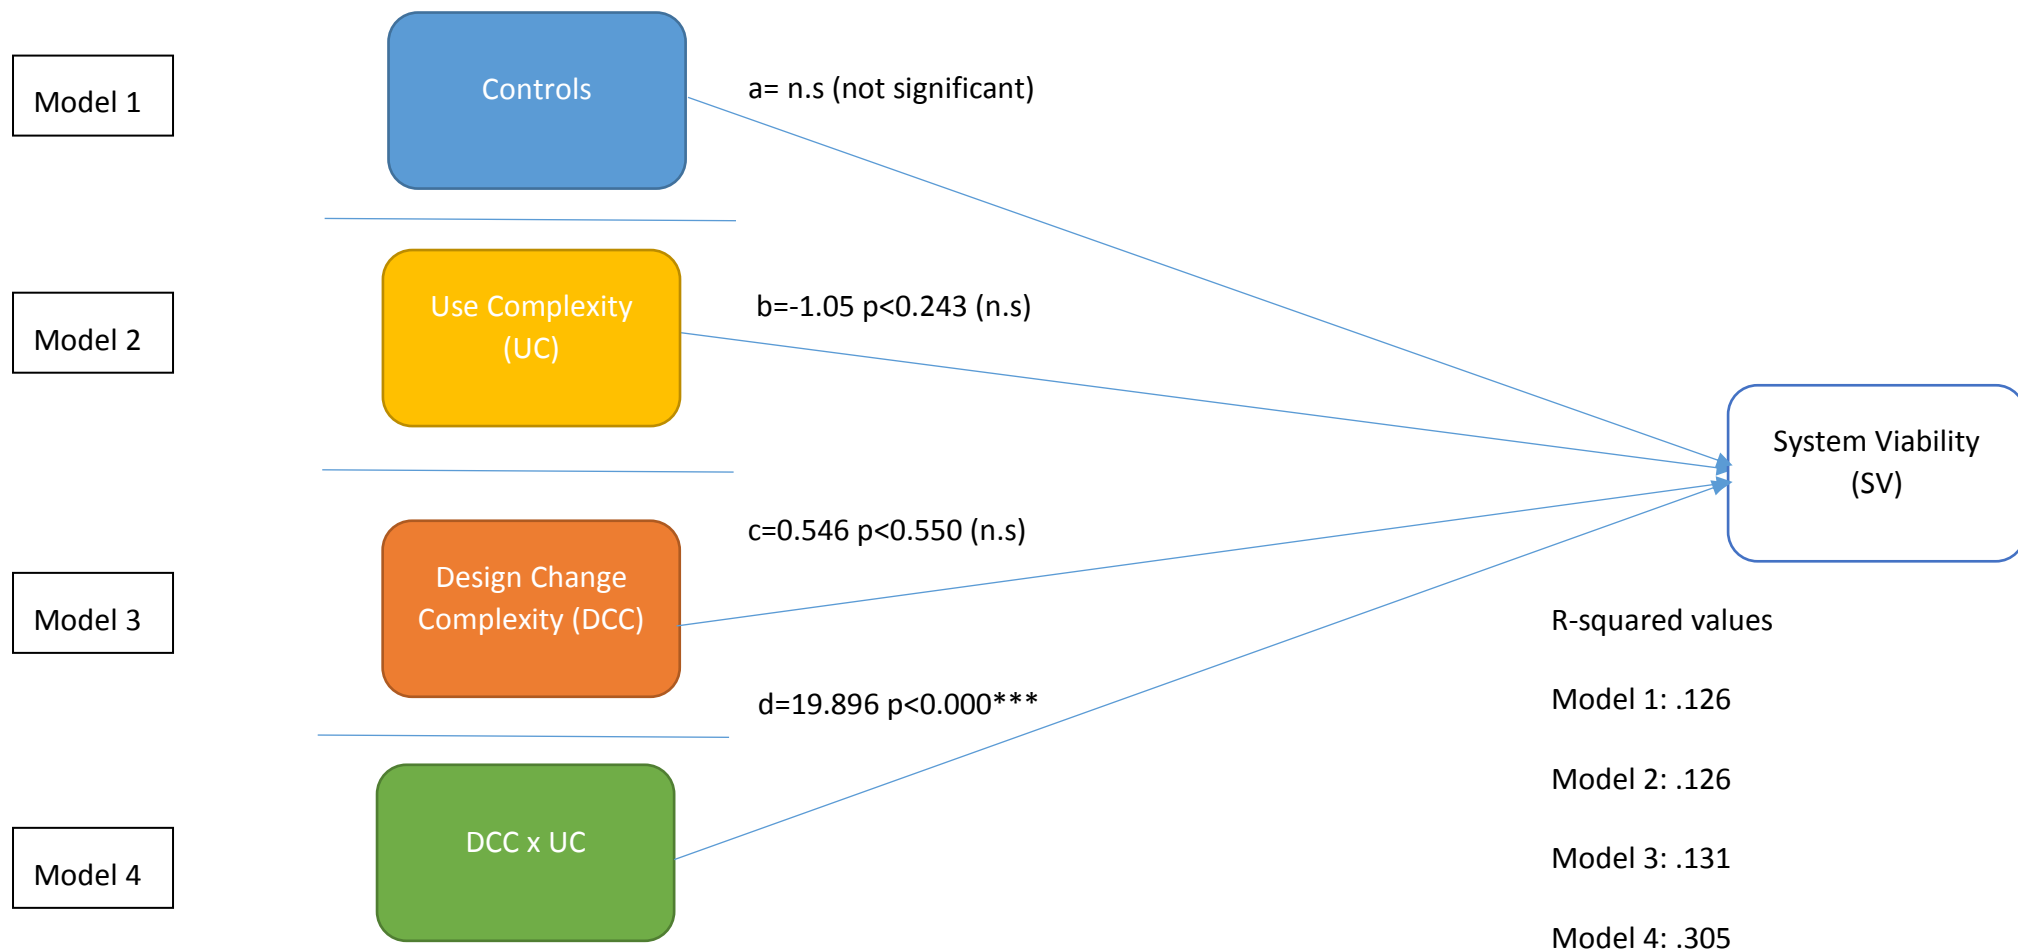 Model 1
Controls
a= n.s (not significant)
Model 2
Use Complexity
(UC)
b=-1.05 p<0.243 (n.s)
System Viability
(SV)
Model 3
Design Change
Complexity (DCC)
c=0.546 p<0.550 (n.s)
R-squared values
Model 1: .126
Model 2: .126
Model 3: .131
Model 4: .305
d=19.896 p<0.000***
Model 4
DCC x UC